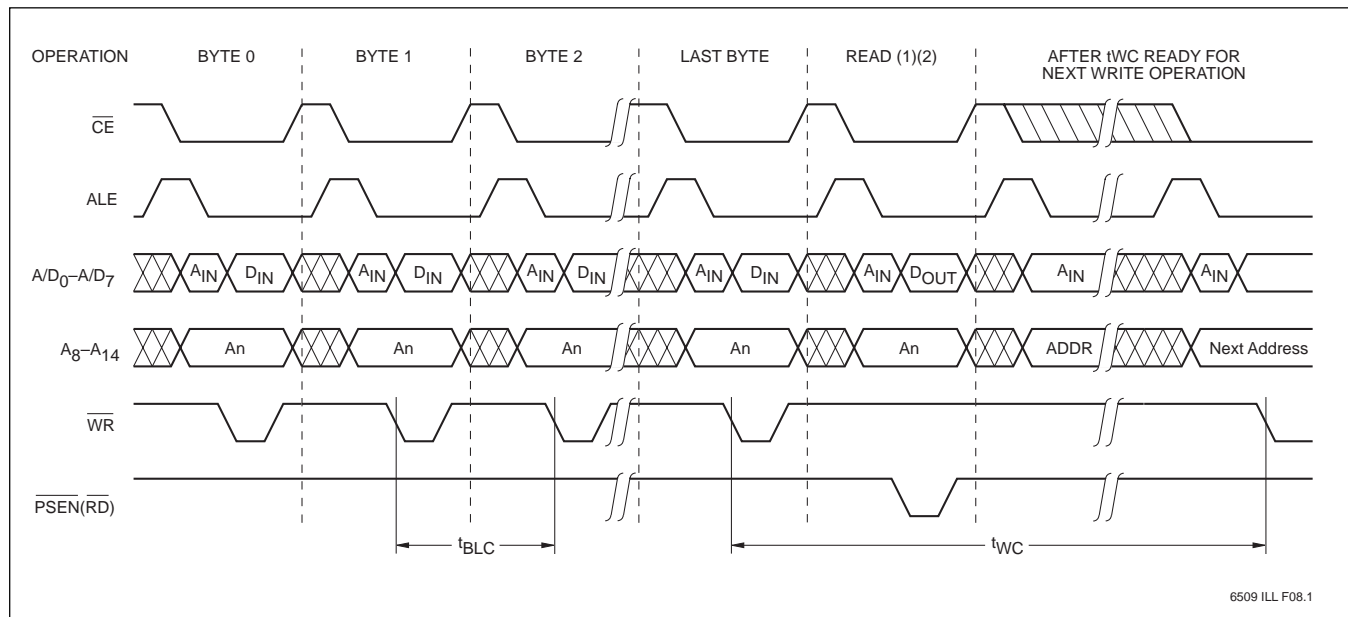 OPERATION BYTE 0 BYTE 1 BYTE 2 LAST BYTE READ (1)(2) AFTER tWC READY FOR
NEXT WRITE OPERATION
CE
ALE
A/D0–A/D7 AIN DIN AIN DIN AIN DIN AIN DIN AIN DOUT AIN AIN
A8–A14 An An An An An ADDR Next Address
WR
PSEN(RD)
tBLC tWC
6509 ILL F08.1